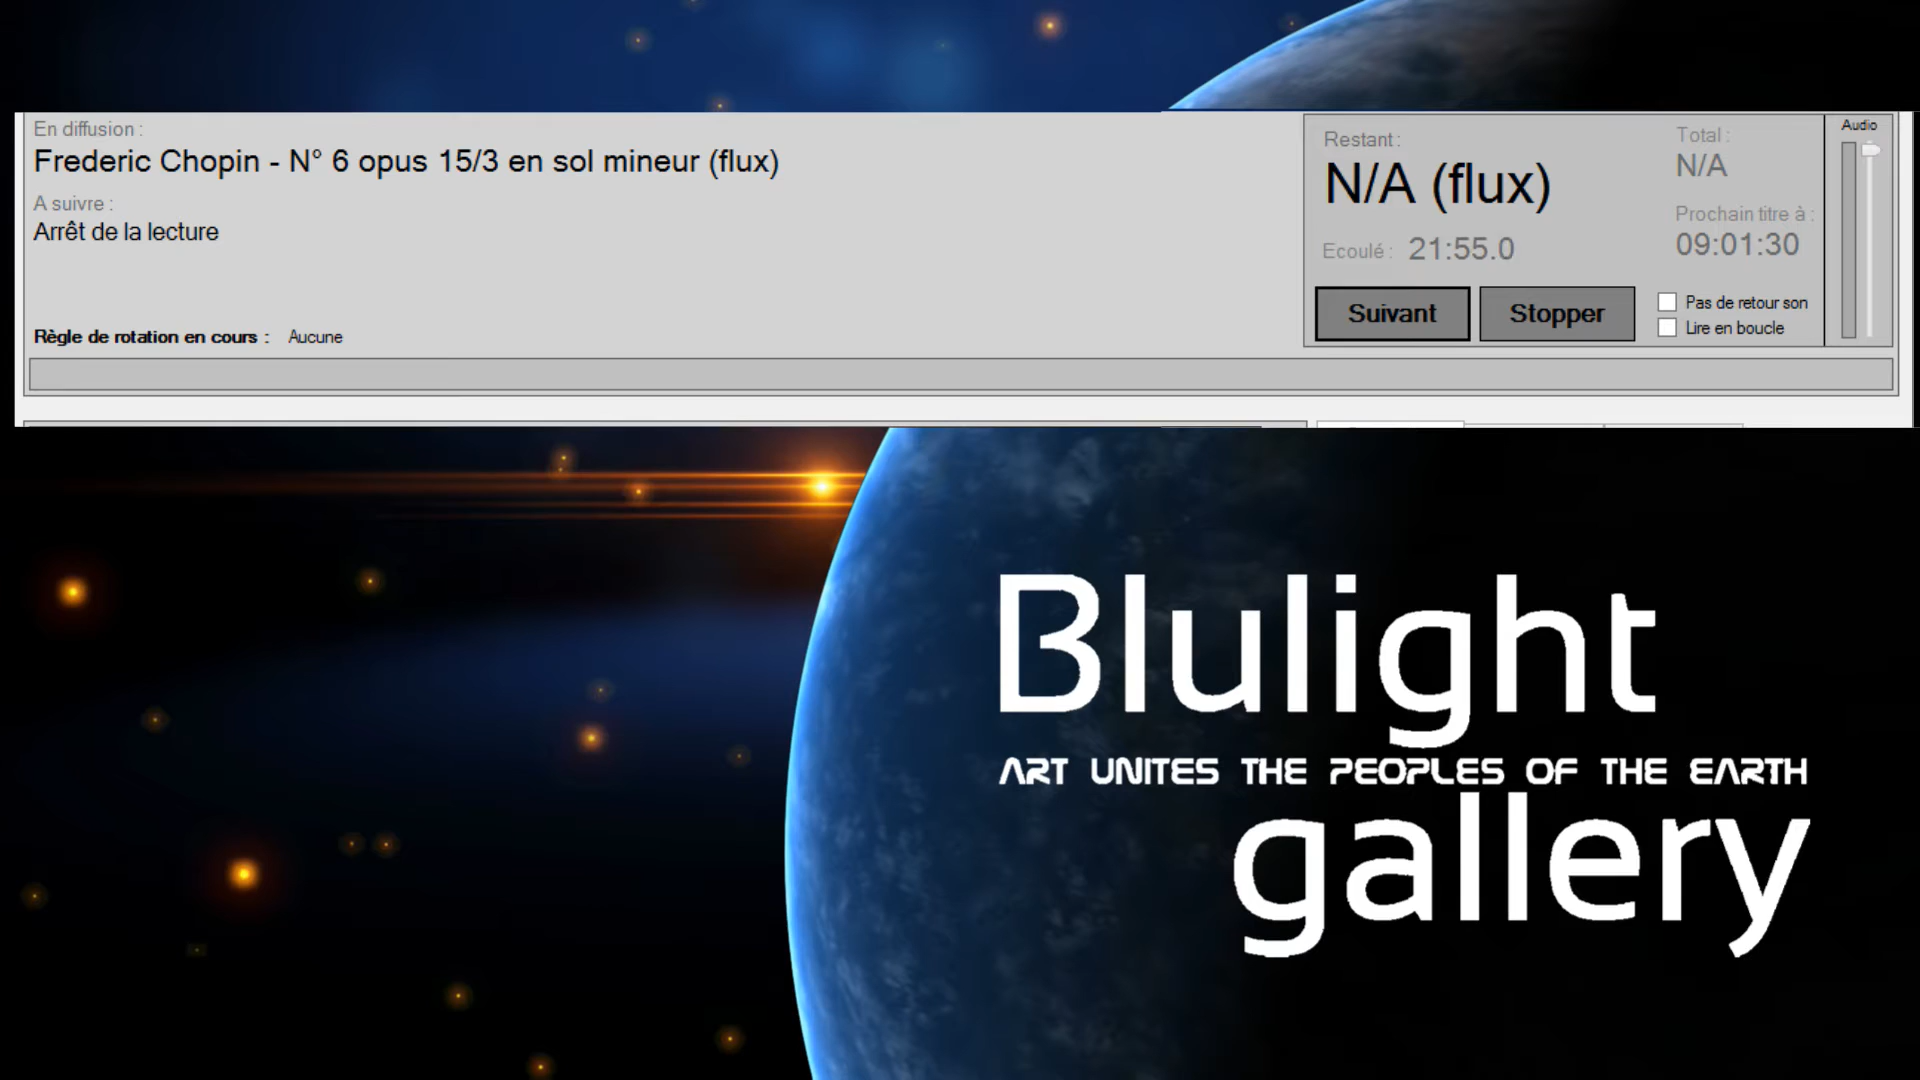 En diffusion :
Frederic Chopin - N° 6 opus 15/3 en sol mineur (flux)
A suivre :
Arrêt de la lecture
Règle de rotation en cours : Aucune
Restant :
N/A (flux)
Ecoulé : 21:55.0
Total :
N/A
Prochain titre à :
09:01:30
Suivant
Stopper
Pas de retour son
Lire en boucle
Audio
Blulight
ART UNITES THE PEOPLES OF THE EARTH
gallery